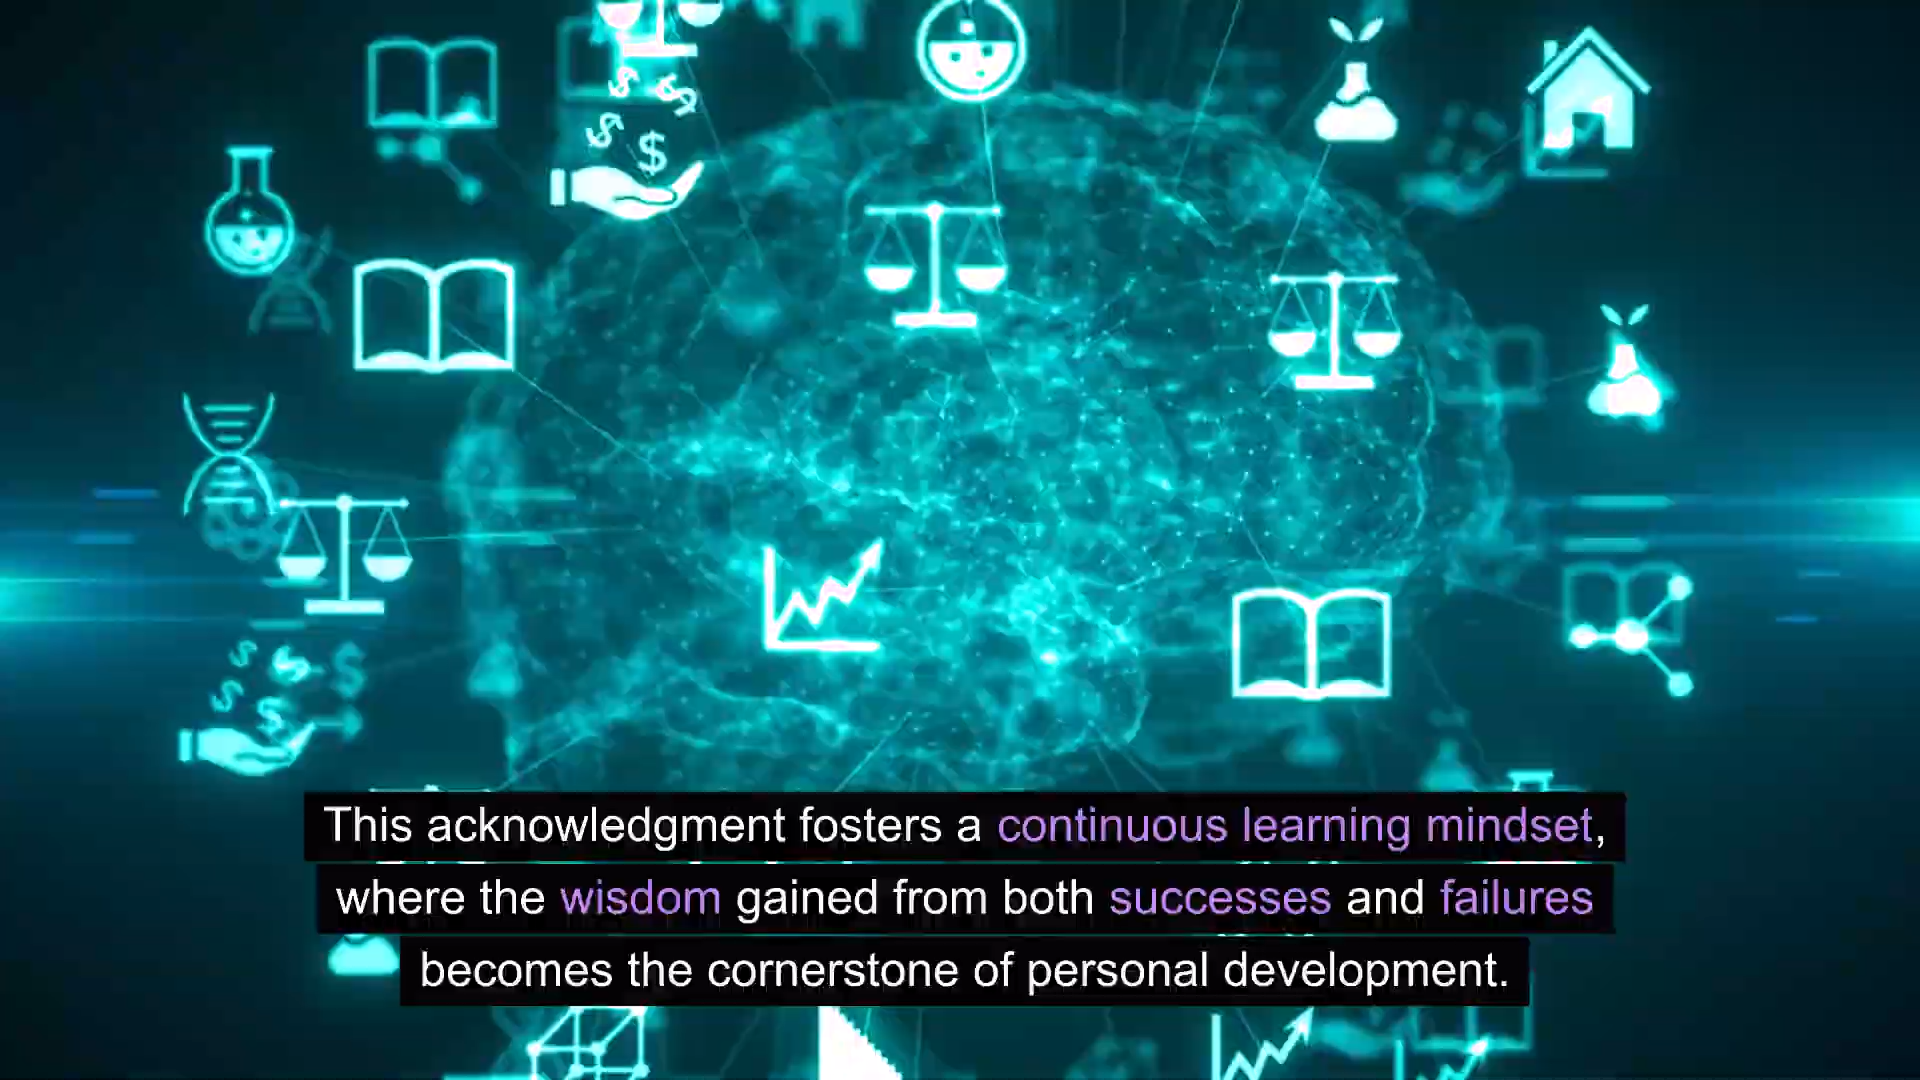 This acknowledgment fosters a continuous learning mindset,
where the wisdom gained from both successes and failures
becomes the cornerstone of personal development.